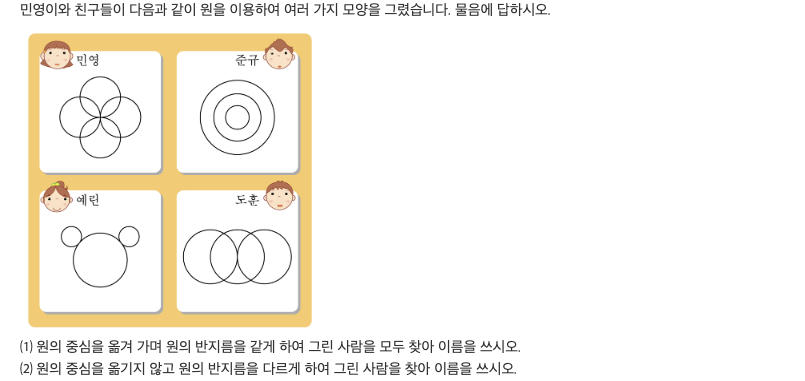 민영이와 친구들이 다음과 같이 원을 이용하여 여러 가지 모양을 그렸습니다. 물음에 답하시오.
민영
준규
예린
도훈
(1) 원의 중심을 옮겨 가며 원의 반지름을 같게 하여 그린 사람을 모두 찾아 이름을 쓰시오.
(2) 원의 중심을 옮기지 않고 원의 반지름을 다르게 하여 그린 사람을 찾아 이름을 쓰시오.